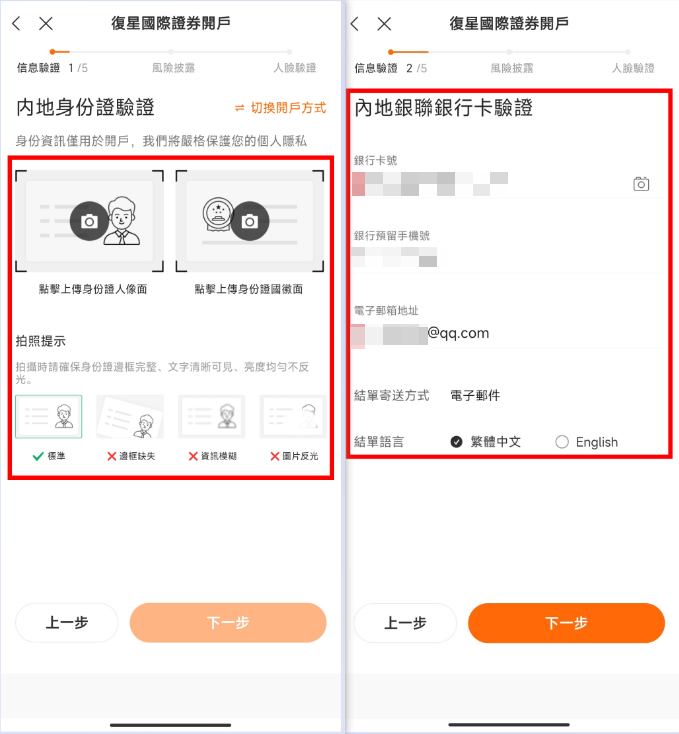 復星國際證券開戶
信息驗證 1 /5
風險披露
人臉驗證
内地身份證驗證
切換開戶方式
身份資訊僅用於開戶，我們將嚴格保護您的個人隱私
點擊上傳身份證人像面
點擊上傳身份證國徽面
拍照提示
拍攝時請確保身份證邊框完整、文字清晰可見、亮度均勻不反
光。
標準
邊框缺失
資訊模糊
圖片反光
上一步
下一步
復星國際證券開戶
信息驗證 2 /5
風險披露
人臉驗證
內地銀聯銀行卡驗證
銀行卡號
銀行預留手機號
電子郵箱地址
@qq.com
結單寄送方式 電子郵件
結單語言 繁體中文 English
上一步
下一步